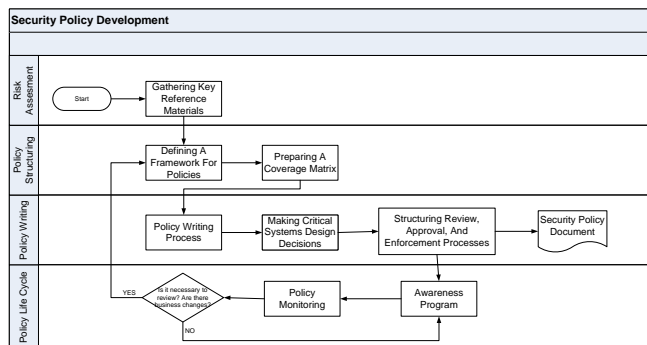 Security Policy Development
Risk
Assesment
Start
Gathering Key
Reference
Materials
Policy
Structuring
Defining A
Framework For
Policies
Preparing A
Coverage Matrix
Policy Writing
Policy Writing
Process
Making Critical
Systems Design
Decisions
Structuring Review,
Approval, And
Enforcement Processes
Security Policy
Document
Policy Life Cycle
YES
Is it necessary to
review? Are there
business changes?
NO
Policy
Monitoring
Awareness
Program